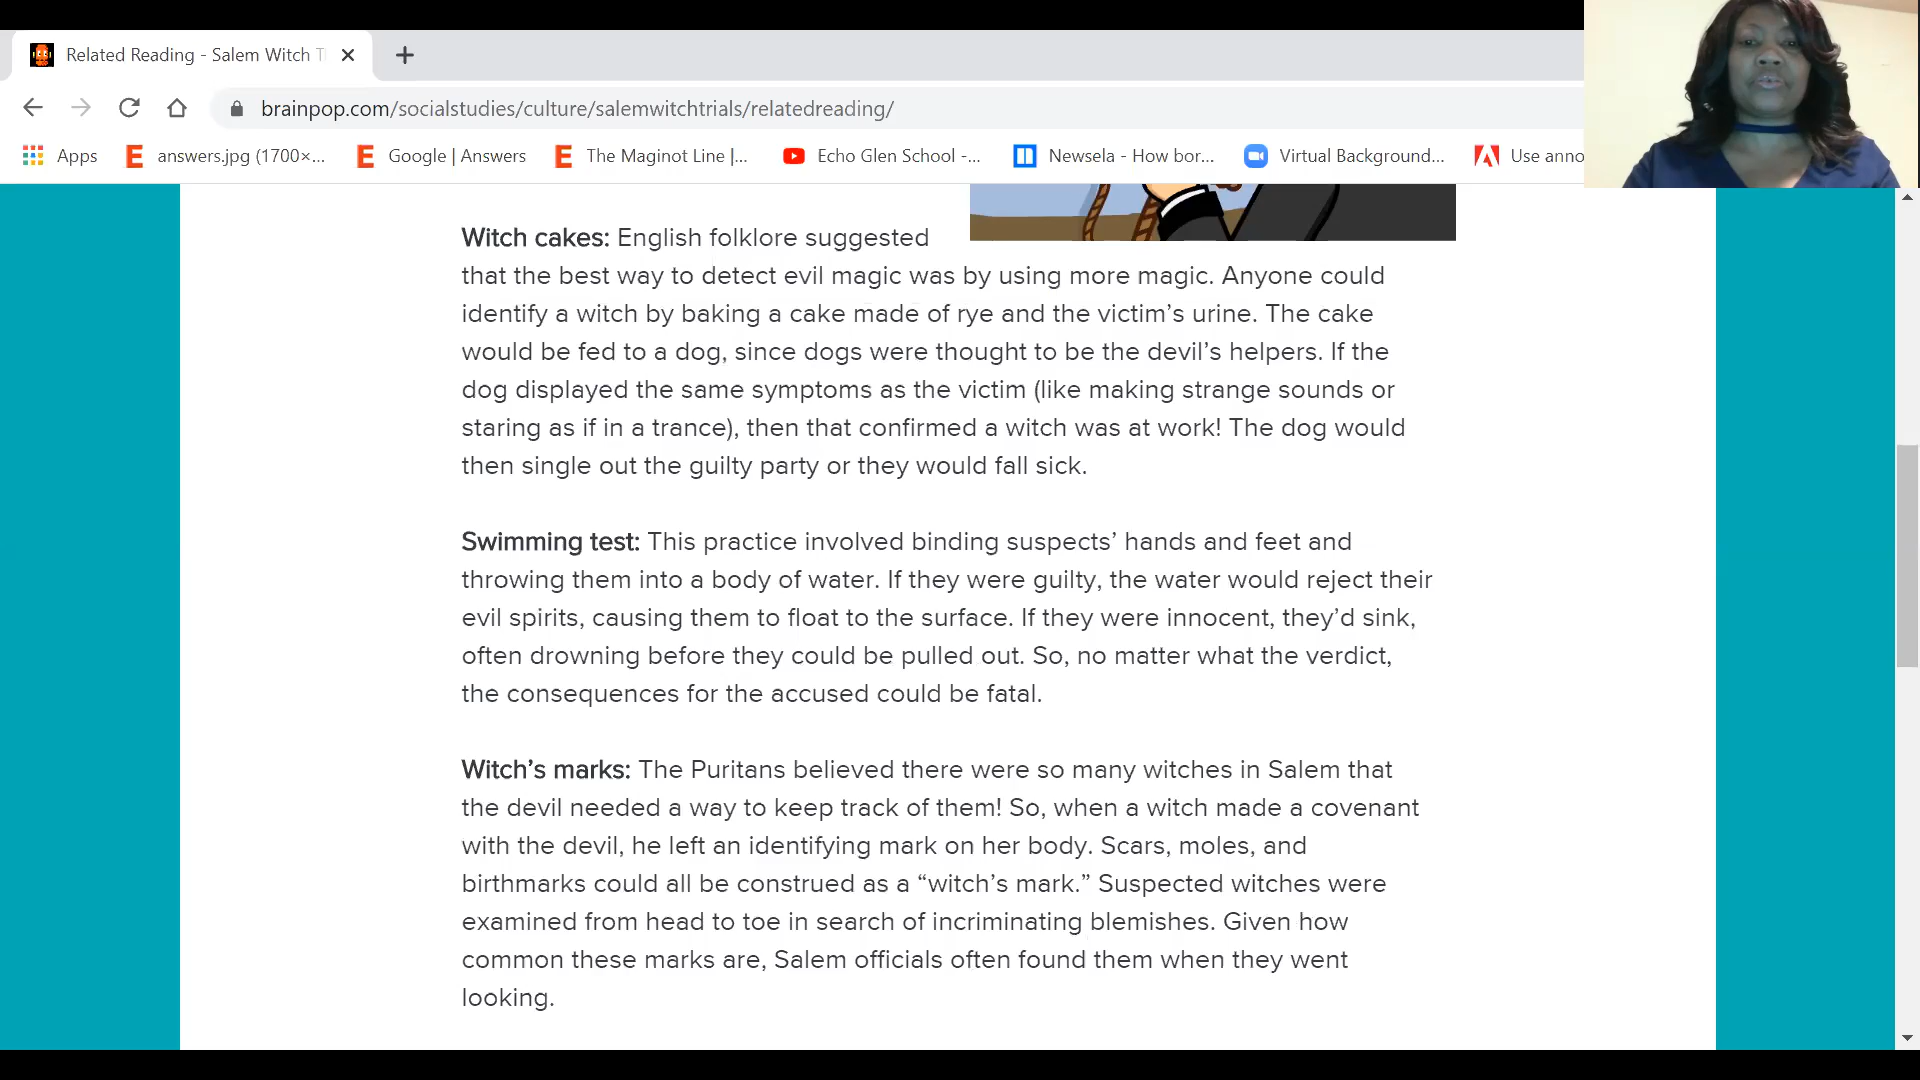 Related Reading - Salem Witch T
brainpop.com/socialstudies/culture/salemwitchtrials/relatedreading/
Apps
answers.jpg (1700×...
Google | Answers
The Maginot Line |...
Echo Glen School -...
Newsela - How bor...
Virtual Background...
Use anno
Witch cakes: English folklore suggested
that the best way to detect evil magic was by using more magic. Anyone could
identify a witch by baking a cake made of rye and the victim’s urine. The cake
would be fed to a dog, since dogs were thought to be the devil’s helpers. If the
dog displayed the same symptoms as the victim (like making strange sounds or
staring as if in a trance), then that confirmed a witch was at work! The dog would
then single out the guilty party or they would fall sick.
Swimming test: This practice involved binding suspects’ hands and feet and
throwing them into a body of water. If they were guilty, the water would reject their
evil spirits, causing them to float to the surface. If they were innocent, they’d sink,
often drowning before they could be pulled out. So, no matter what the verdict,
the consequences for the accused could be fatal.
Witch’s marks: The Puritans believed there were so many witches in Salem that
the devil needed a way to keep track of them! So, when a witch made a covenant
with the devil, he left an identifying mark on her body. Scars, moles, and
birthmarks could all be construed as a “witch’s mark.” Suspected witches were
examined from head to toe in search of incriminating blemishes. Given how
common these marks are, Salem officials often found them when they went
looking.